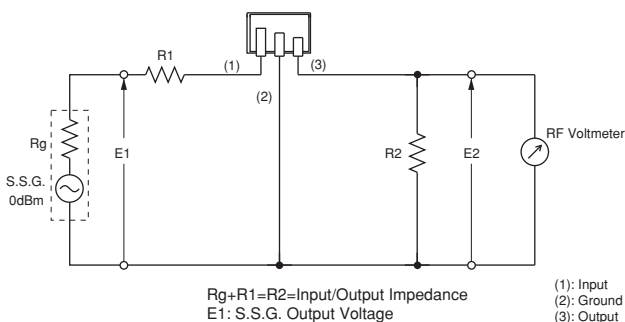 R1
(1)
(3)
(2)
Rg
E1
R2
E2
RF Voltmeter
S.S.G.
0dBm
Rg+R1=R2=Input/Output Impedance
E1: S.S.G. Output Voltage
(1): Input
(2): Ground
(3): Output